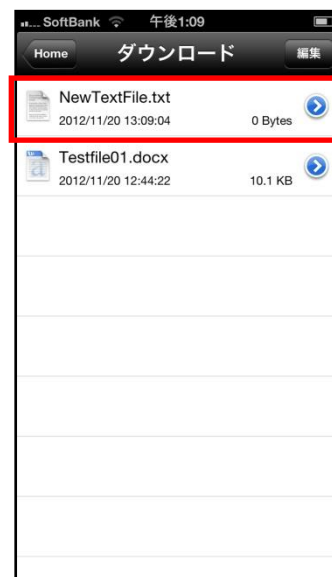 SoftBank 午後1:09
Home ダウンロード 編集
NewTextFile.txt
2012/11/20 13:09:04 0 Bytes
Testfile01.docx
2012/11/20 12:44:22 10.1 KB